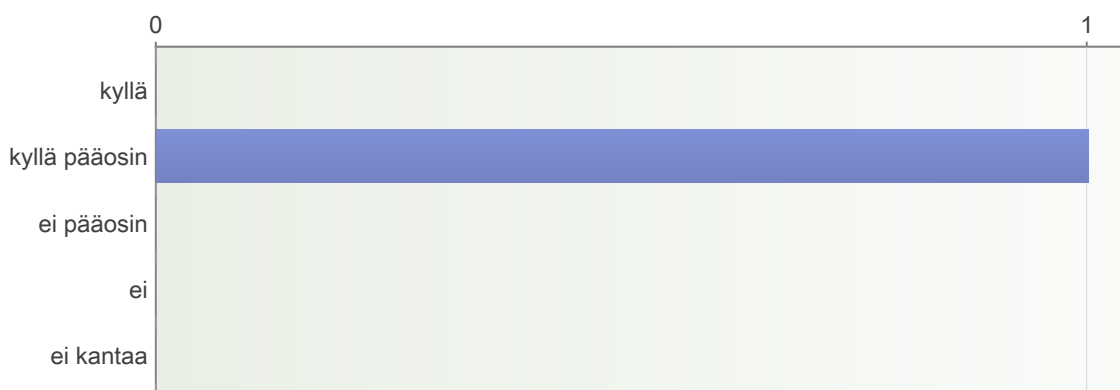 0 1
kyllä
kyllä pääosin
ei pääosin
ei
ei kantaa